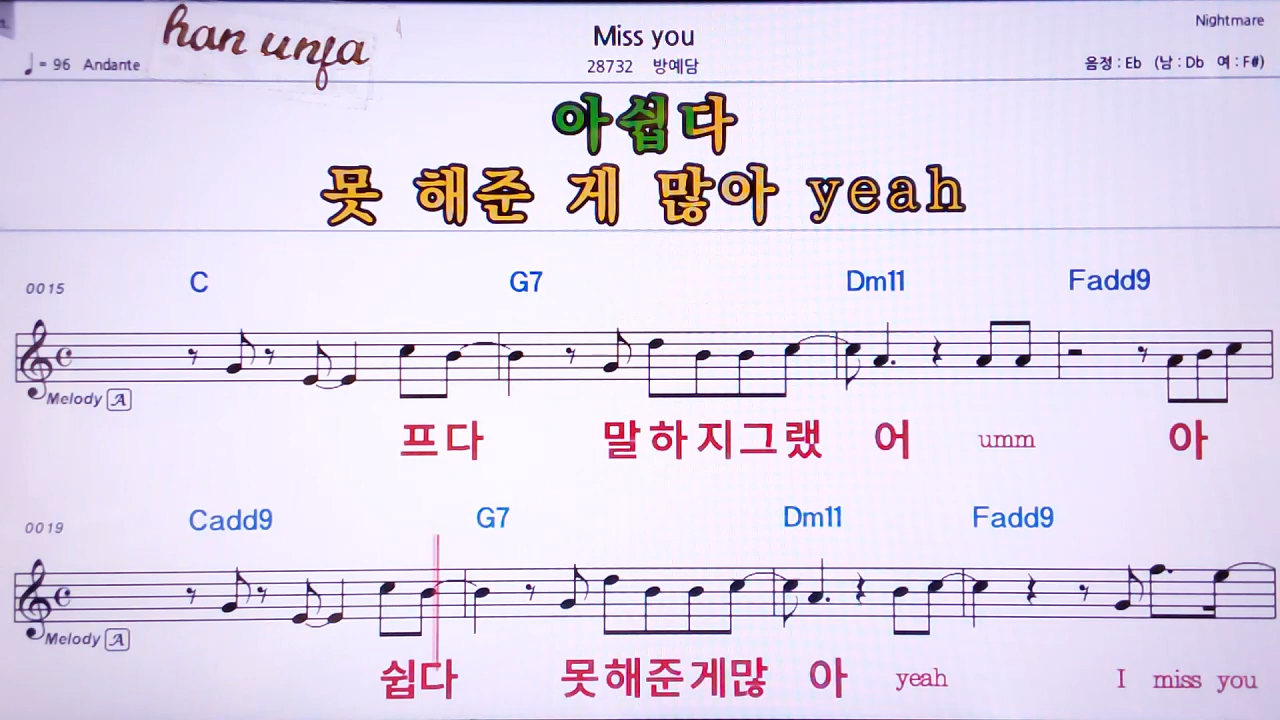 han unja
Miss you
Nightmare
♩= 96 Andante
28732 방예담
음정 : Eb (남 : Db 여 : F#)
아쉽다
못 해준 게 많아 yeah
0015
C G7 Dm11 Fadd9
Melody A
프다 말하지그랬 어 umm 아
0019
Cadd9 G7 Dm11 Fadd9
Melody A
쉽다 못해준게많 아 yeah I miss you